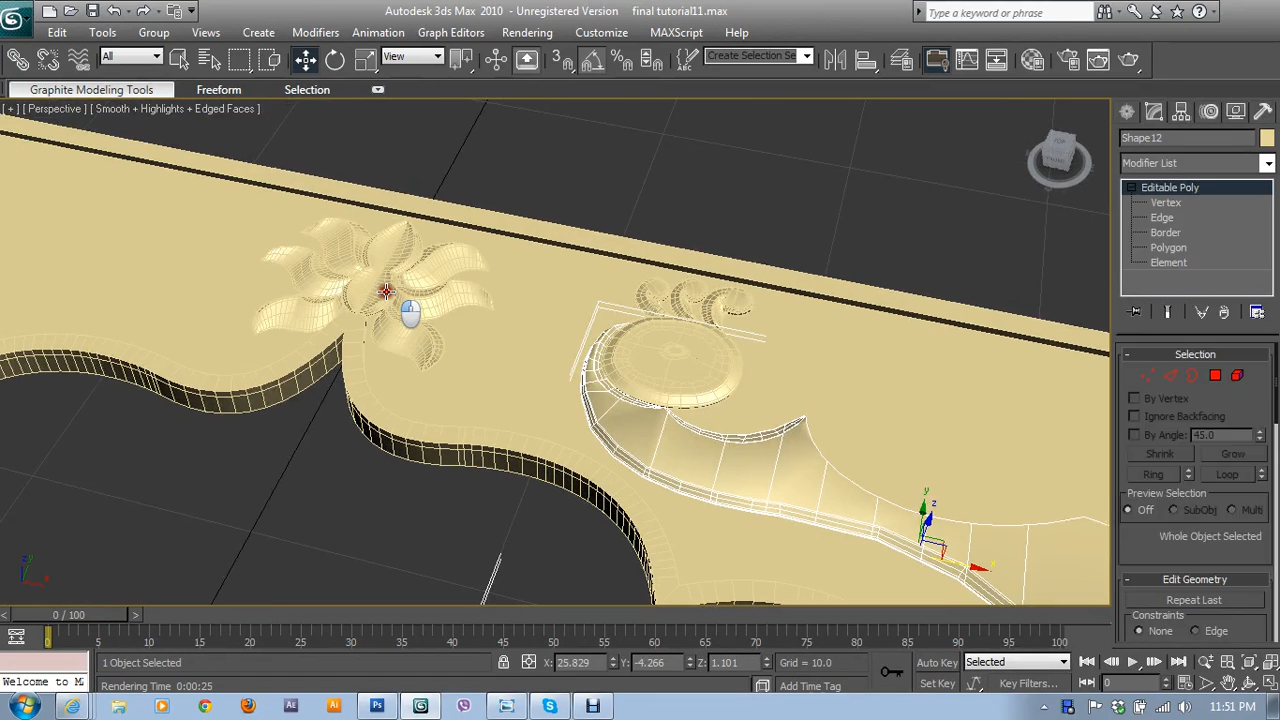 Autodesk 3ds Max 2010 - Unregistered Version final tutorial11.max
Type a keyword or phrase
Edit Tools Group Views Create Modifiers Animation Graph Editors Rendering Customize MAXScript Help
All
View
Create Selection Se
Graphite Modeling Tools Freeform Selection
[ + ] [ Perspective ] [ Smooth + Highlights + Edged Faces ]
TOP
Shape12
Modifier List
Editable Poly
Vertex
Edge
Border
Polygon
Element
Selection
By Vertex
Ignore Backfacing
By Angle: 45.0
Shrink Grow
Ring Loop
Preview Selection
Off SubObj Multi
Whole Object Selected
Edit Geometry
Repeat Last
Constraints
None Edge
y
z
x
0 / 100
0 5 10 15 20 25 30 35 40 45 50 55 60 65 70 75 80 85 90 95 100
1 Object Selected X: 25.829 Y: -4.266 Z: 1.101 Grid = 10.0 Auto Key Selected
Welcome to M
Rendering Time 0:00:25 Add Time Tag Set Key Key Filters... 0
11:51 PM